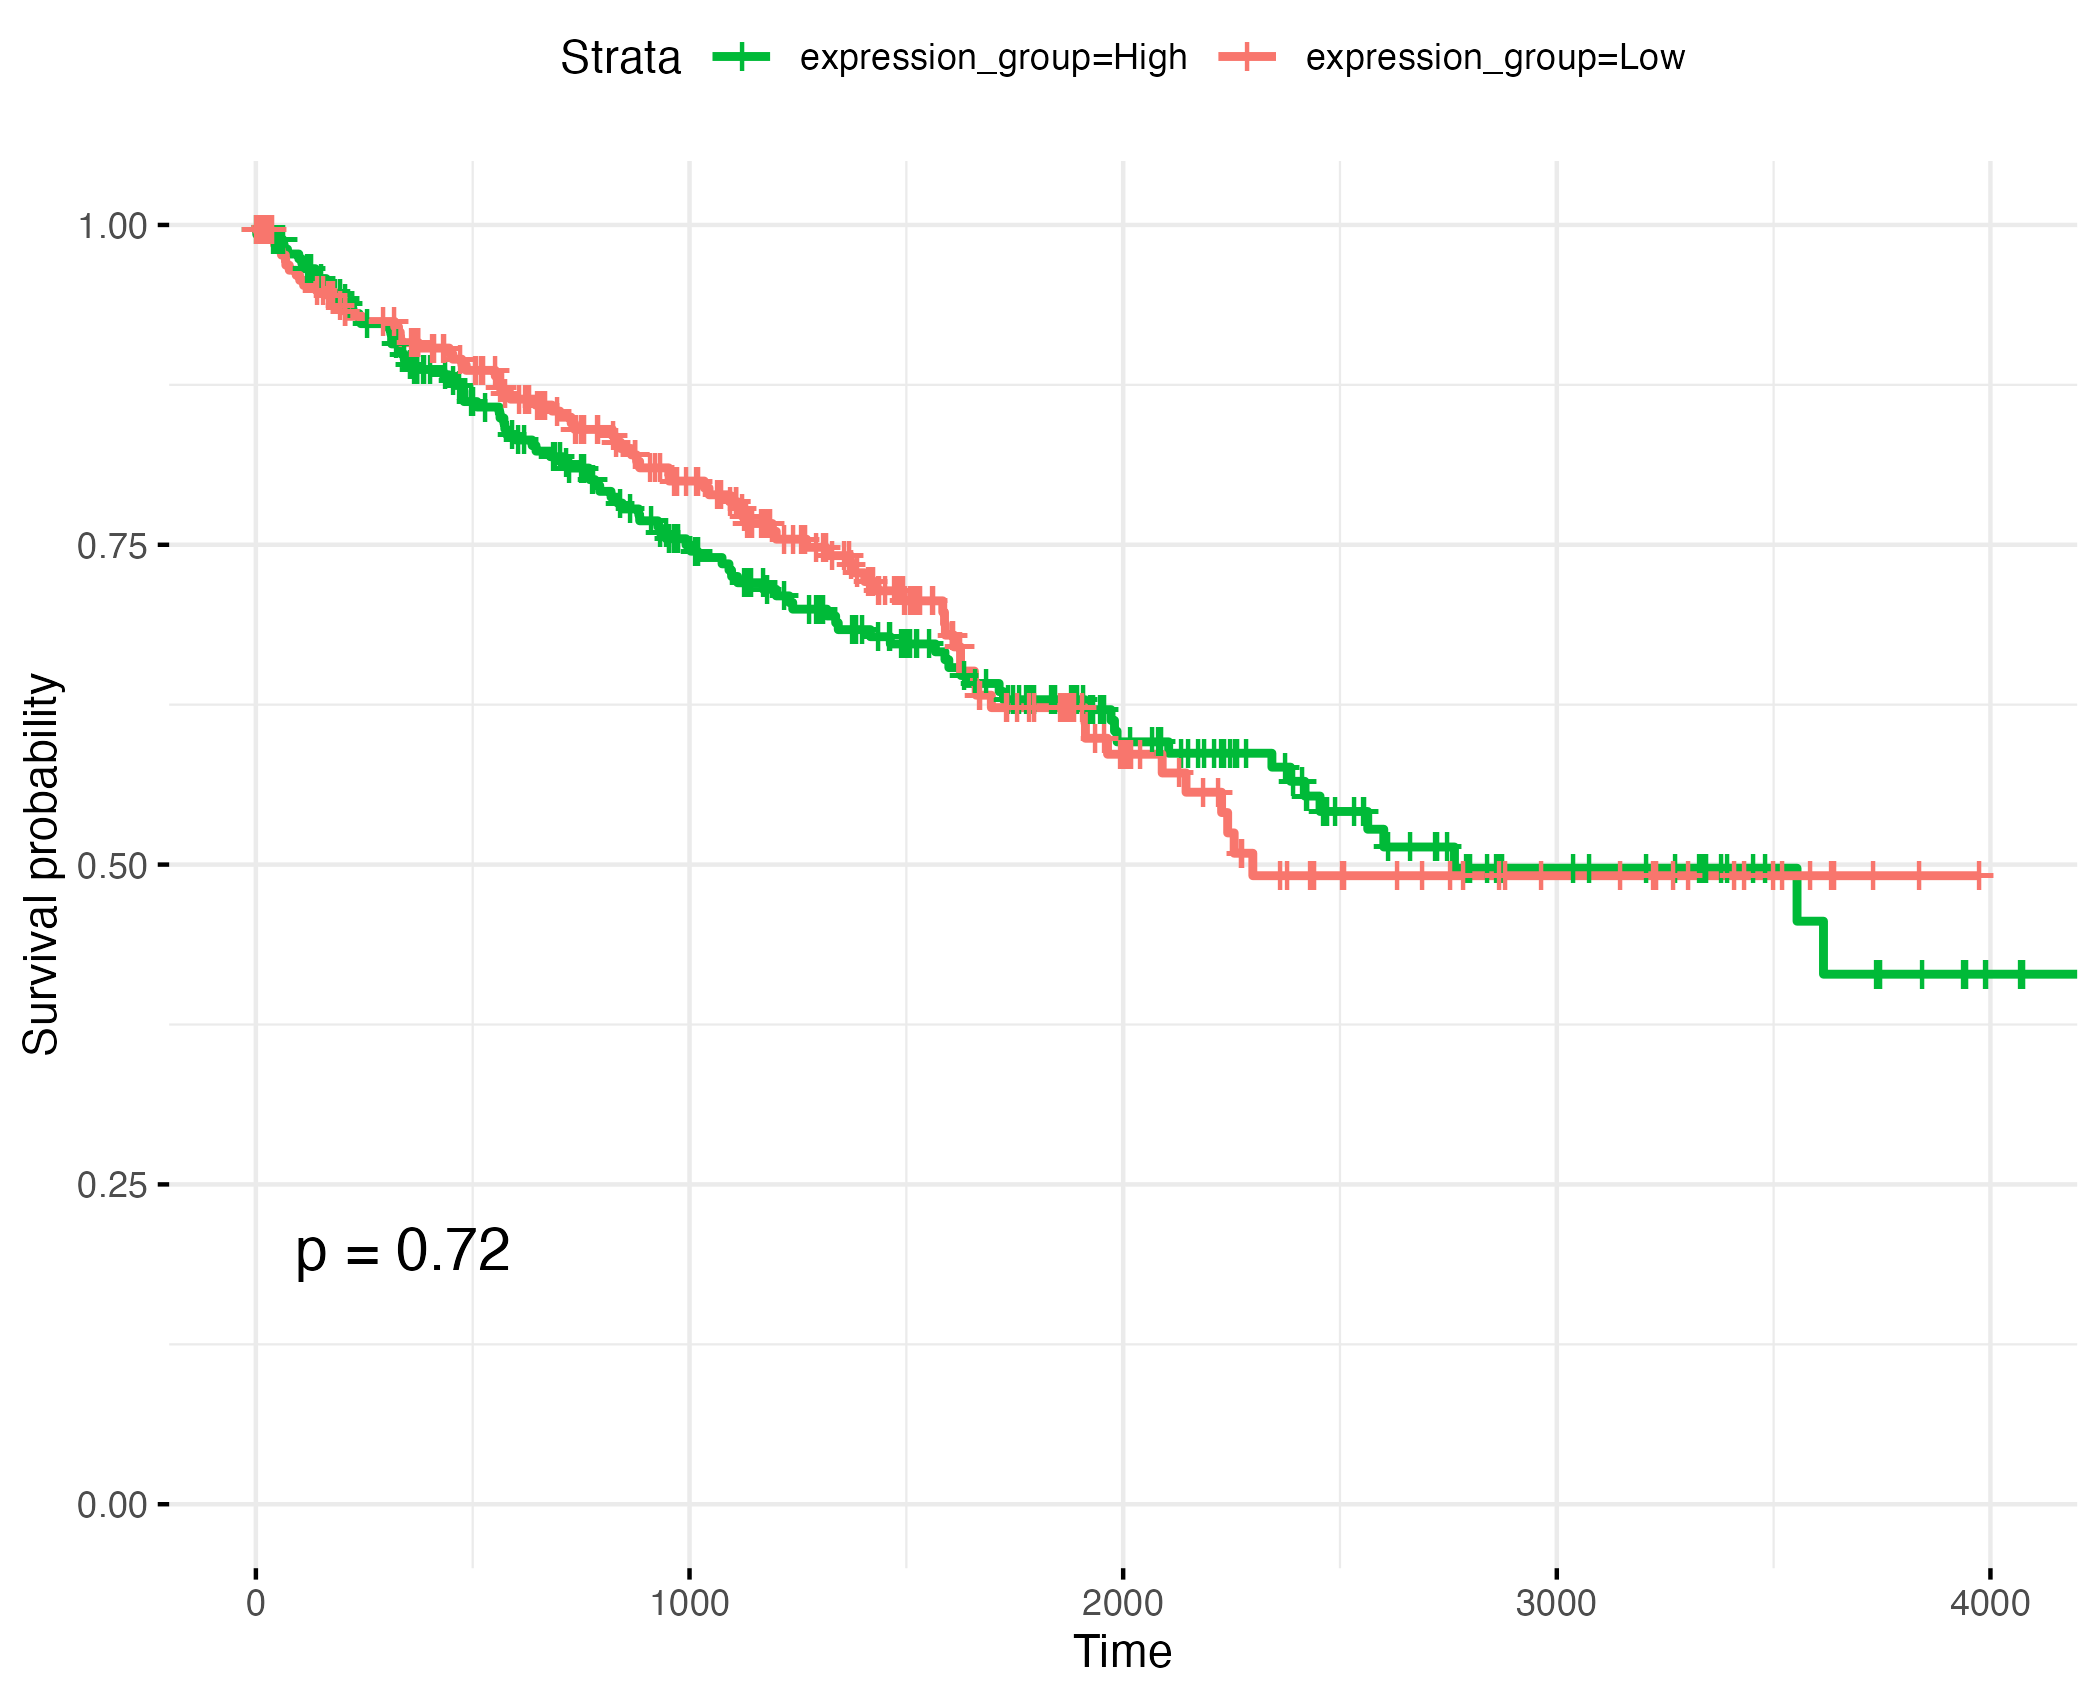 Strata expression_group=High expression_group=Low
1.00
0.75
0.50
0.25
0.00
Survival probability
p = 0.72
0 1000 2000 3000 4000
Time